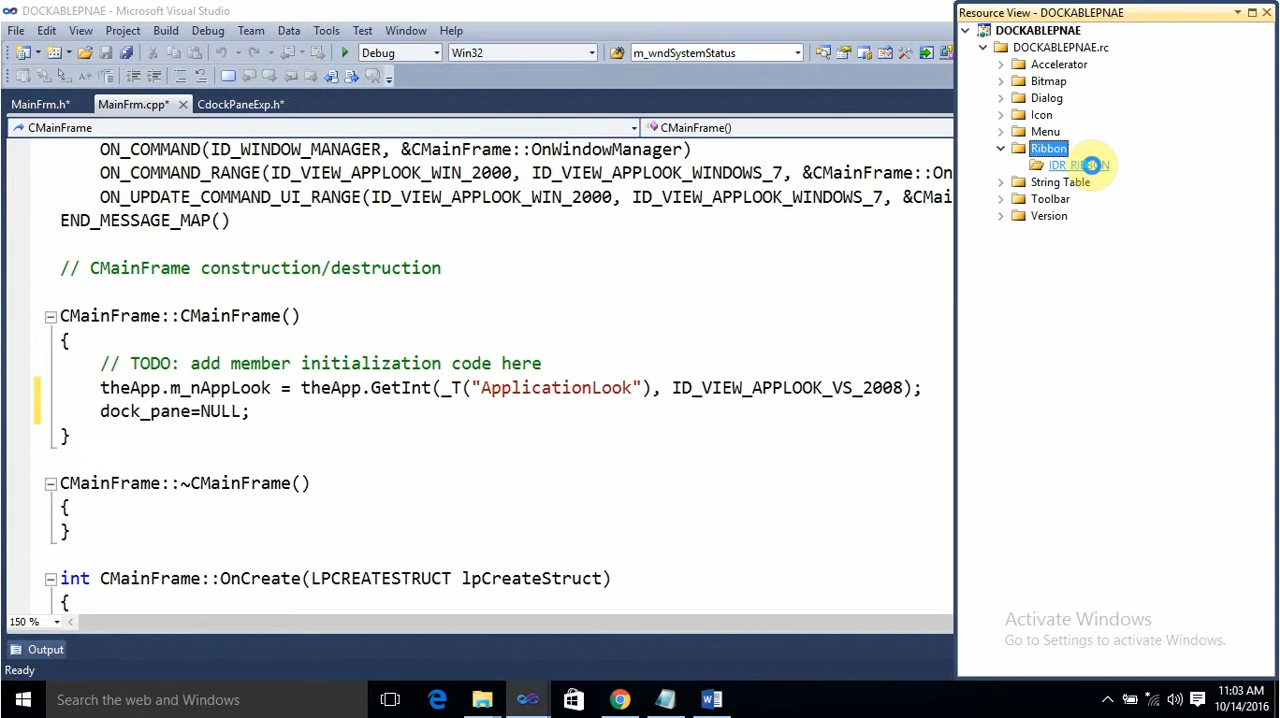 DOCKABLEPNAE - Microsoft Visual Studio
File Edit View Project Build Debug Team Data Tools Test Window Help
Debug Win32 m_wndSystemStatus
MainFrm.h* MainFrm.cpp* CdockPaneExp.h*
CMainFrame CMainFrame()
ON_COMMAND(ID_WINDOW_MANAGER, &CMainFrame::OnWindowManager)
ON_COMMAND_RANGE(ID_VIEW_APPLOOK_WIN_2000, ID_VIEW_APPLOOK_WINDOWS_7, &CMainFrame::On
ON_UPDATE_COMMAND_UI_RANGE(ID_VIEW_APPLOOK_WIN_2000, ID_VIEW_APPLOOK_WINDOWS_7, &CMa
END_MESSAGE_MAP()
// CMainFrame construction/destruction
CMainFrame::CMainFrame()
{
// TODO: add member initialization code here
theApp.m_nAppLook = theApp.GetInt(_T("ApplicationLook"), ID_VIEW_APPLOOK_VS_2008);
dock_pane=NULL;
}
CMainFrame::~CMainFrame()
{
}
int CMainFrame::OnCreate(LPCREATESTRUCT lpCreateStruct)
{
150 %
Output
Ready
Resource View - DOCKABLEPNAE
DOCKABLEPNAE
DOCKABLEPNAE.rc
Accelerator
Bitmap
Dialog
Icon
Menu
Ribbon
IDR_RIBBON
String Table
Toolbar
Version
Activate Windows
Go to Settings to activate Windows.
Search the web and Windows
11:03 AM
10/14/2016